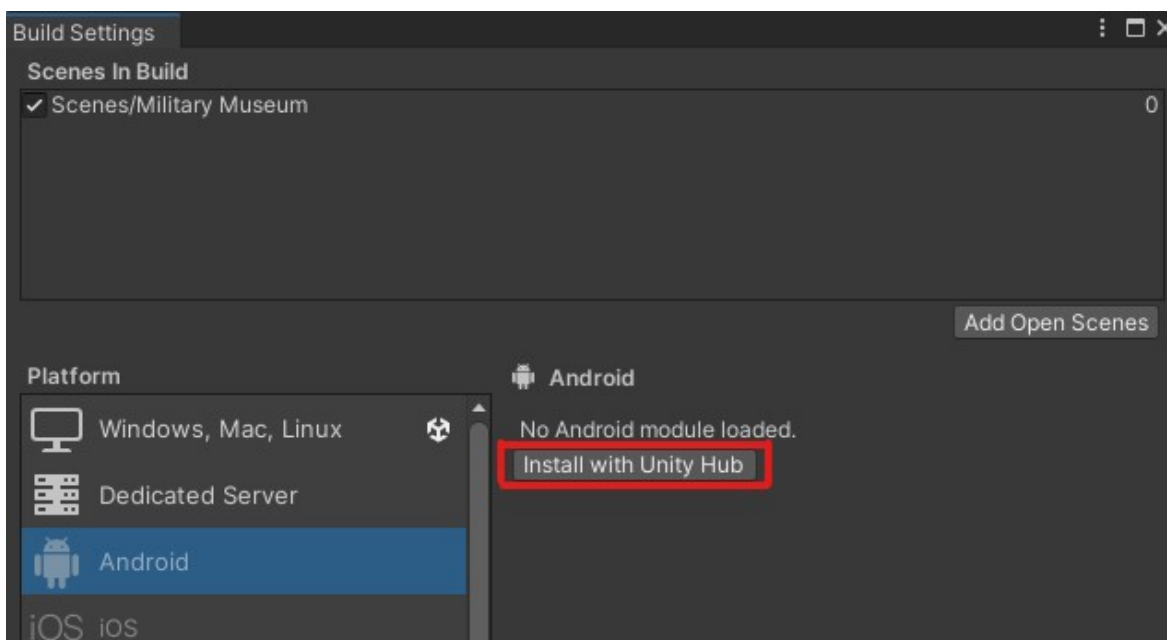 Build Settings
Scenes In Build
Scenes/Military Museum 0
Add Open Scenes
Platform
Windows, Mac, Linux
Dedicated Server
Android
iOS iOS
Android
No Android module loaded.
Install with Unity Hub